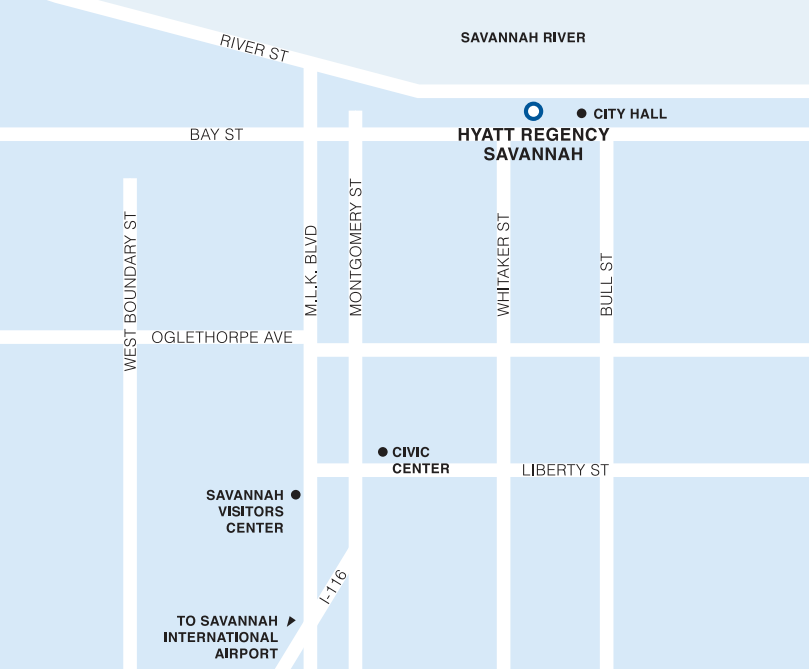 SAVANNAH RIVER
RIVER ST
CITY HALL
BAY ST
HYATT REGENCY
SAVANNAH
WEST BOUNDARY ST
M.L.K. BLVD
MONTGOMERY ST
WHITAKER ST
BULL ST
OGLETHORPE AVE
CIVIC
CENTER
LIBERTY ST
SAVANNAH
VISITORS
CENTER
I-116
TO SAVANNAH
INTERNATIONAL
AIRPORT